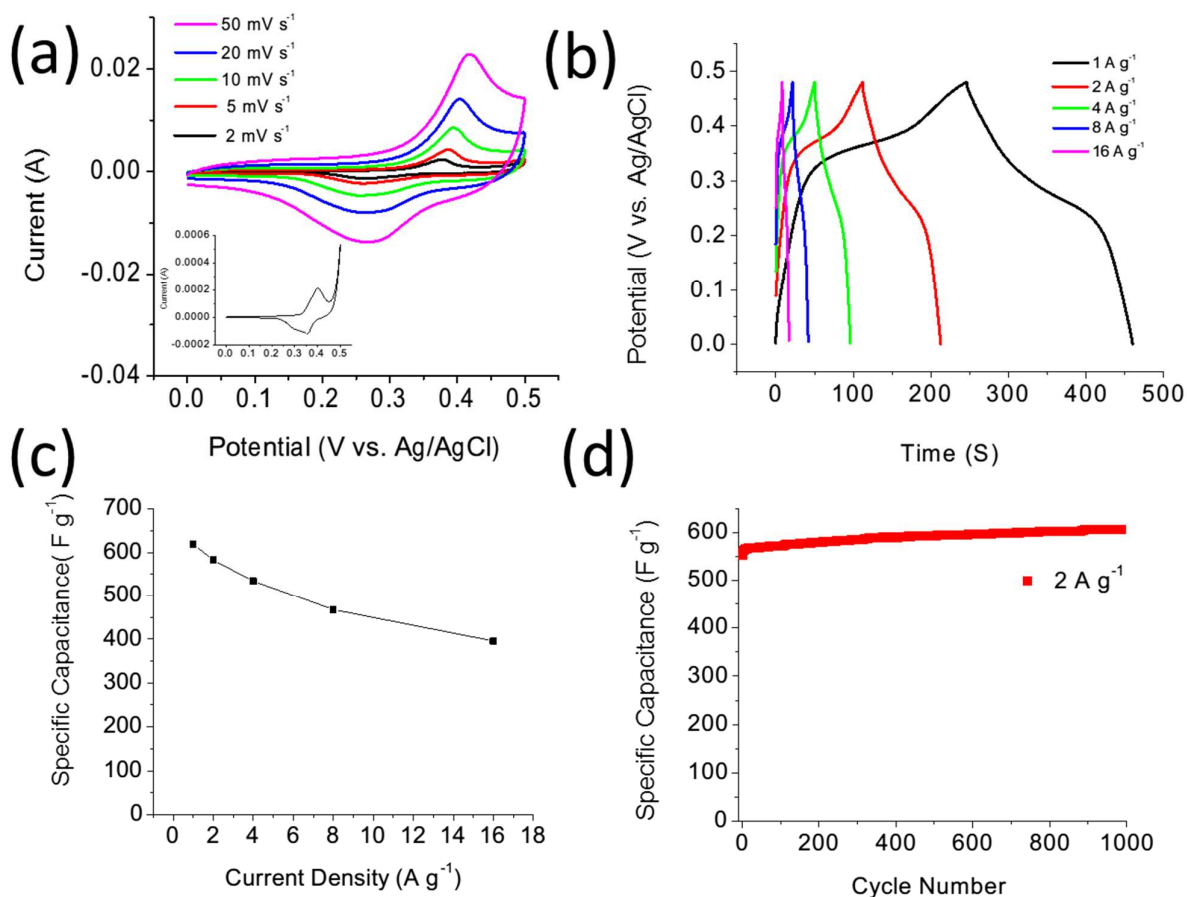 (a)
50 mV s⁻¹
20 mV s⁻¹
10 mV s⁻¹
5 mV s⁻¹
2 mV s⁻¹
0.02
0.00
-0.02
-0.04
Current (A)
0.0 0.1 0.2 0.3 0.4 0.5
Potential (V vs. Ag/AgCl)
0.0006
0.0004
0.0002
0.0000
-0.0002
Current (A)
0.0 0.1 0.2 0.3 0.4 0.5
(b)
1 A g⁻¹
2 A g⁻¹
4 A g⁻¹
8 A g⁻¹
16 A g⁻¹
0.5
0.4
0.3
0.2
0.1
0.0
Potential (V vs. Ag/AgCl)
0 100 200 300 400 500
Time (S)
(c)
700
600
500
400
300
200
100
0
Specific Capacitance( F g⁻¹)
0 2 4 6 8 10 12 14 16 18
Current Density (A g⁻¹)
(d)
600
500
400
300
200
100
0
Specific Capacitance (F g⁻¹)
2 A g⁻¹
0 200 400 600 800 1000
Cycle Number